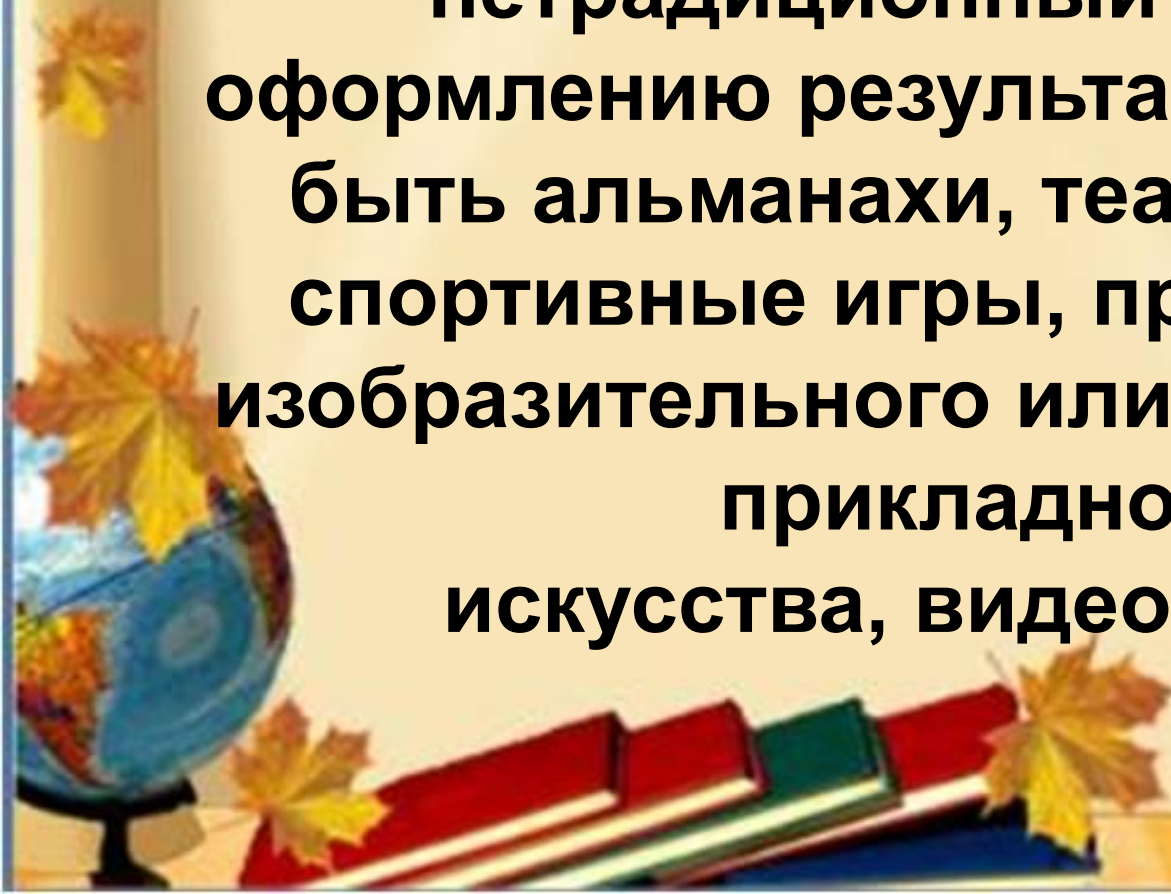 оформлению результа
быть альманахи, теа
спортивные игры, пр
изобразительного или
прикладно
искусства, видео